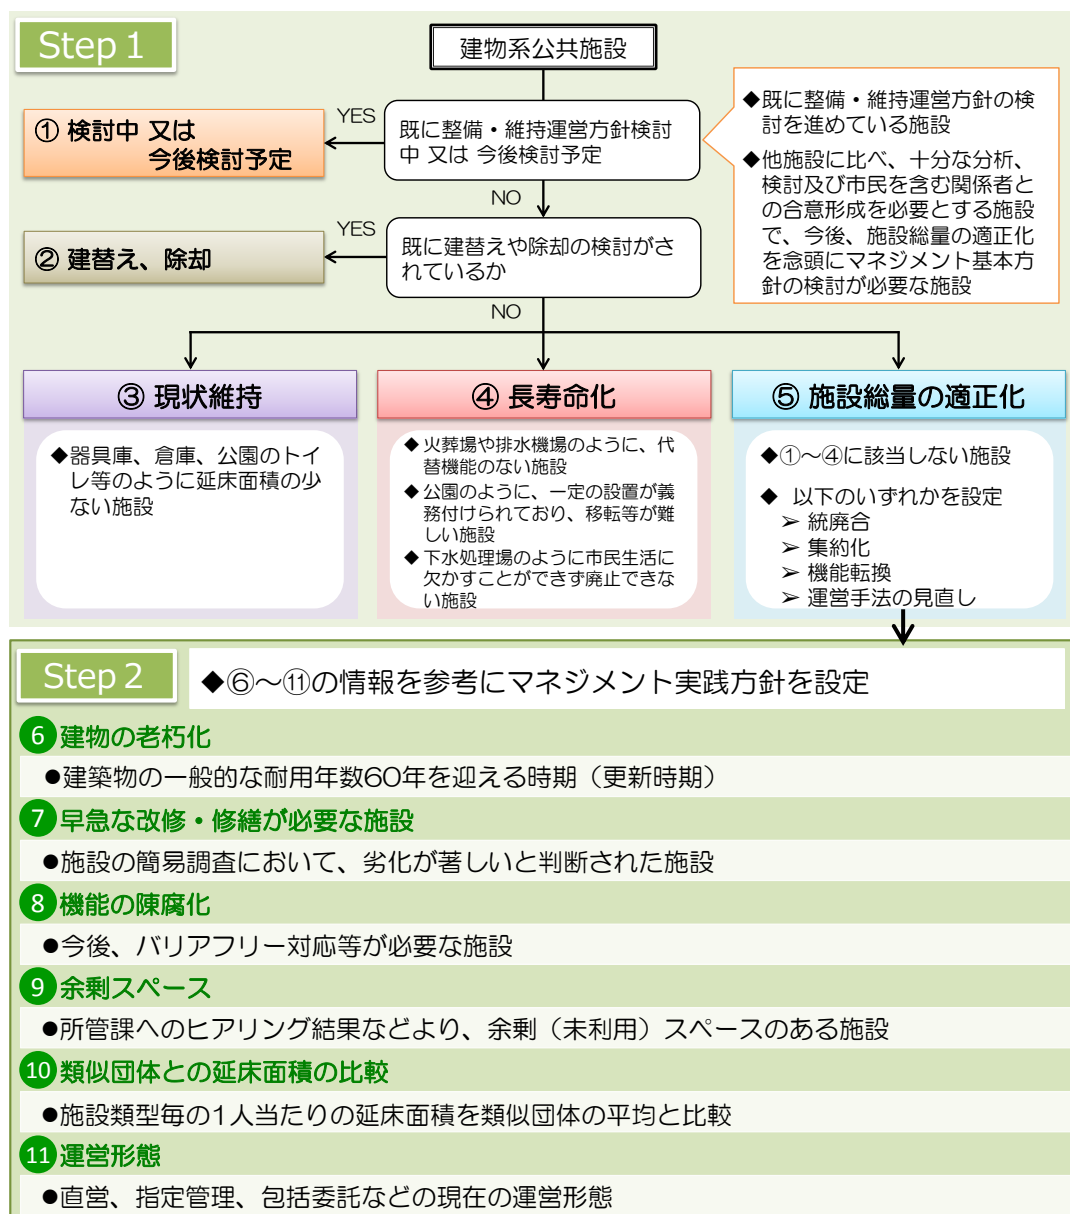 Step 1
建物系公共施設
YES
① 検討中 又は
今後検討予定
既に整備・維持運営方針検討
中 又は 今後検討予定
◆既に整備・維持運営方針の検
討を進めている施設
◆他施設に比べ、十分な分析、
検討及び市民を含む関係者と
の合意形成を必要とする施設
で、今後、施設総量の適正化
を念頭にマネジメント基本方
針の検討が必要な施設
NO
YES
② 建替え、除却
既に建替えや除却の検討がさ
れているか
NO
③ 現状維持
◆器具庫、倉庫、公園のトイ
レ等のように延床面積の少
ない施設
④ 長寿命化
◆火葬場や排水機場のように、代
替機能のない施設
◆公園のように、一定の設置が義
務付けられており、移転等が難
しい施設
◆下水処理場のように市民生活に
欠かすことができず廃止できな
い施設
⑤ 施設総量の適正化
◆①～④に該当しない施設
◆ 以下のいずれかを設定
➢ 統廃合
➢ 集約化
➢ 機能転換
➢ 運営手法の見直し
Step 2
◆⑥～⑪の情報を参考にマネジメント実践方針を設定
6 建物の老朽化
●建築物の一般的な耐用年数60年を迎える時期（更新時期）
7 早急な改修・修繕が必要な施設
●施設の簡易調査において、劣化が著しいと判断された施設
8 機能の陳腐化
●今後、バリアフリー対応等が必要な施設
9 余剰スペース
●所管課へのヒアリング結果などより、余剰（未利用）スペースのある施設
10 類似団体との延床面積の比較
●施設類型毎の1人当たりの延床面積を類似団体の平均と比較
11 運営形態
●直営、指定管理、包括委託などの現在の運営形態